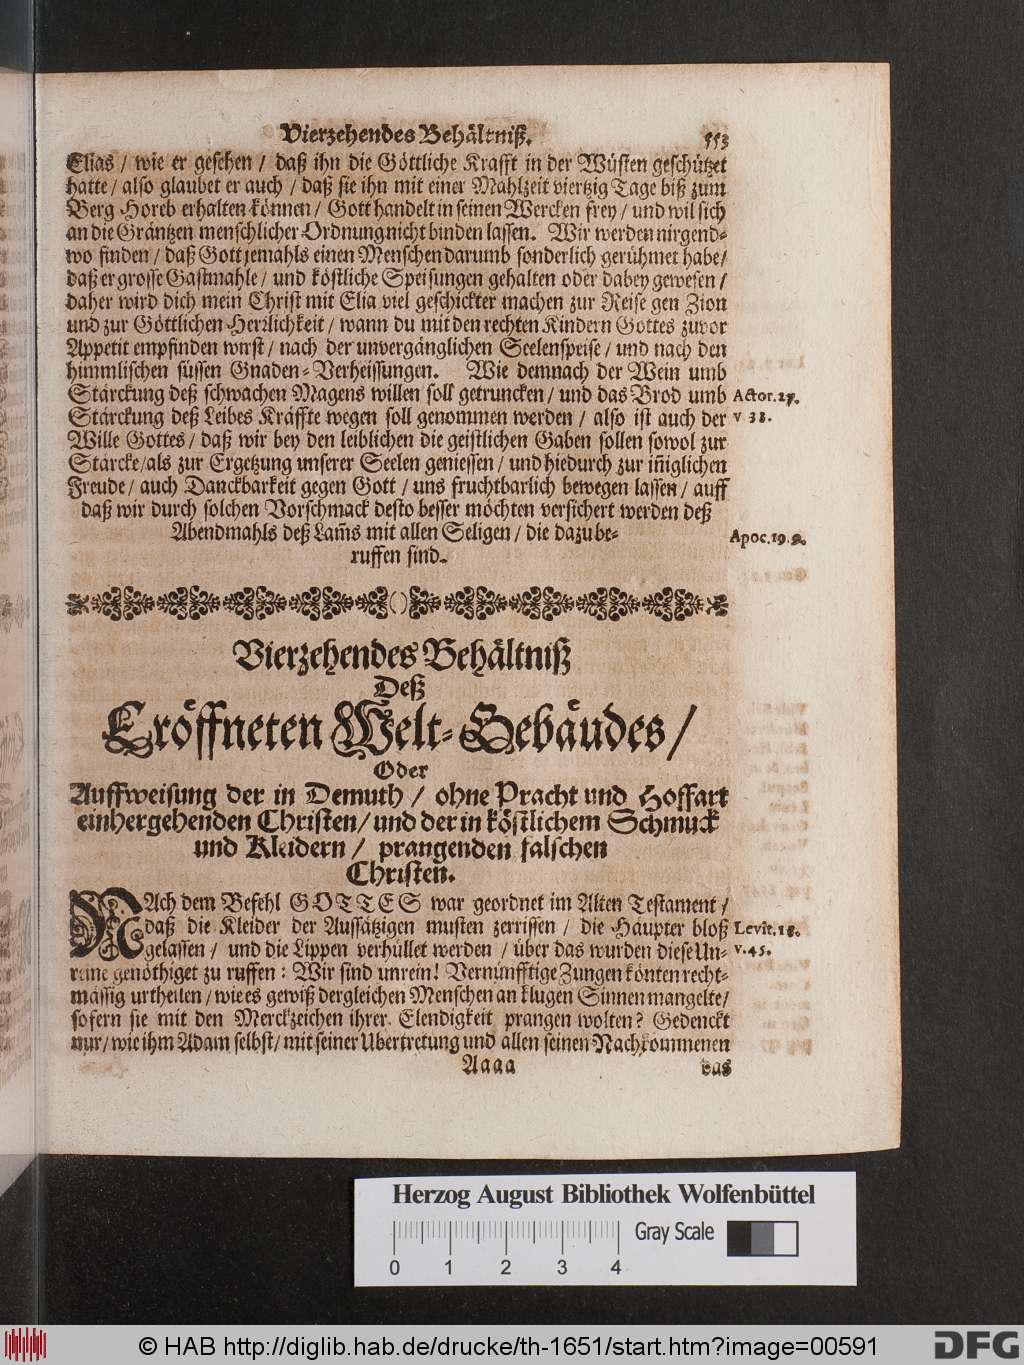 Vierzehendes Behältniß. 553
Elias / wie er gesehen / daß ihn die Göttliche Krafft in der Wüsten geschützet
hatte / also glaubet er auch / daß sie ihn mit einer Mahlzeit viertzig Tage biß zum
Berg Horeb erhalten können / Gott handelt in seinen Wercken frey / und wil sich
an die Gräntzen menschlicher Ordnung nicht binden lassen. Wir werden nirgend-
wo finden / daß Gott jemahls einen Menschen darumb sonderlich gerühmet habe /
daß er grosse Gastmahle / und köstliche Speisungen gehalten oder dabey gewesen /
daher wird dich mein Christ mit Elia viel geschickter machen zur Reise gen Zion
und zur Göttlichen Herrlichkeit / wann du mit den rechten Kindern Gottes zuvor
Appetit empfinden wirst / nach der unvergänglichen Seelenspeise / und nach den
himmlischen süssen Gnaden-Verheissungen. Wie demnach der Wein umb
Stärckung deß schwachen Magens willen soll getruncken / und das Brod umb Actor. 27.
Stärckung deß Leibes Kräffte wegen soll genommen werden / also ist auch der v 38.
Wille Gottes / daß wir bey den leiblichen die geistlichen Gaben sollen sowol zur
Stärcke / als zur Ergetzung unserer Seelen geniessen / und hiedurch zur iñiglichen
Freude / auch Danckbarkeit gegen Gott / uns fruchtbarlich bewegen lassen / auff
daß wir durch solchen Vorschmack desto besser möchten versichert werden deß
Abendmahls deß Lam̃s mit allen Seligen / die dazu be- Apoc. 19. 9.
ruffen sind.
( )
Vierzehendes Behältniß
Deß
Eröffneten Welt-Gebäudes /
Oder
Auffweisung der in Demuth / ohne Pracht und Hoffart
einhergehenden Christen / und der in köstlichem Schmuck
und Kleidern / prangenden falschen
Christen.
NAch dem Befehl GOTTES war geordnet im Alten Testament /
daß die Kleider der Aussätzigen musten zerrissen / die Häupter bloß Levit. 18.
gelassen / und die Lippen verhüllet werden / über das wurden diese Un- v. 45.
reine genöthiget zu ruffen : Wir sind unrein! Vernünfftige Zungen könten recht-
mässig urtheilen / wie es gewiß dergleichen Menschen an klugen Sinnen mangelte /
sofern sie mit den Merckzeichen ihrer Elendigkeit prangen wolten? Gedenckt
nur / wie ihm Adam selbst / mit seiner Ubertretung und allen seinen Nachkommenen
Aaaa das
Herzog August Bibliothek Wolfenbüttel
Gray Scale
0 1 2 3 4
© HAB http://diglib.hab.de/drucke/th-1651/start.htm?image=00591
DFG